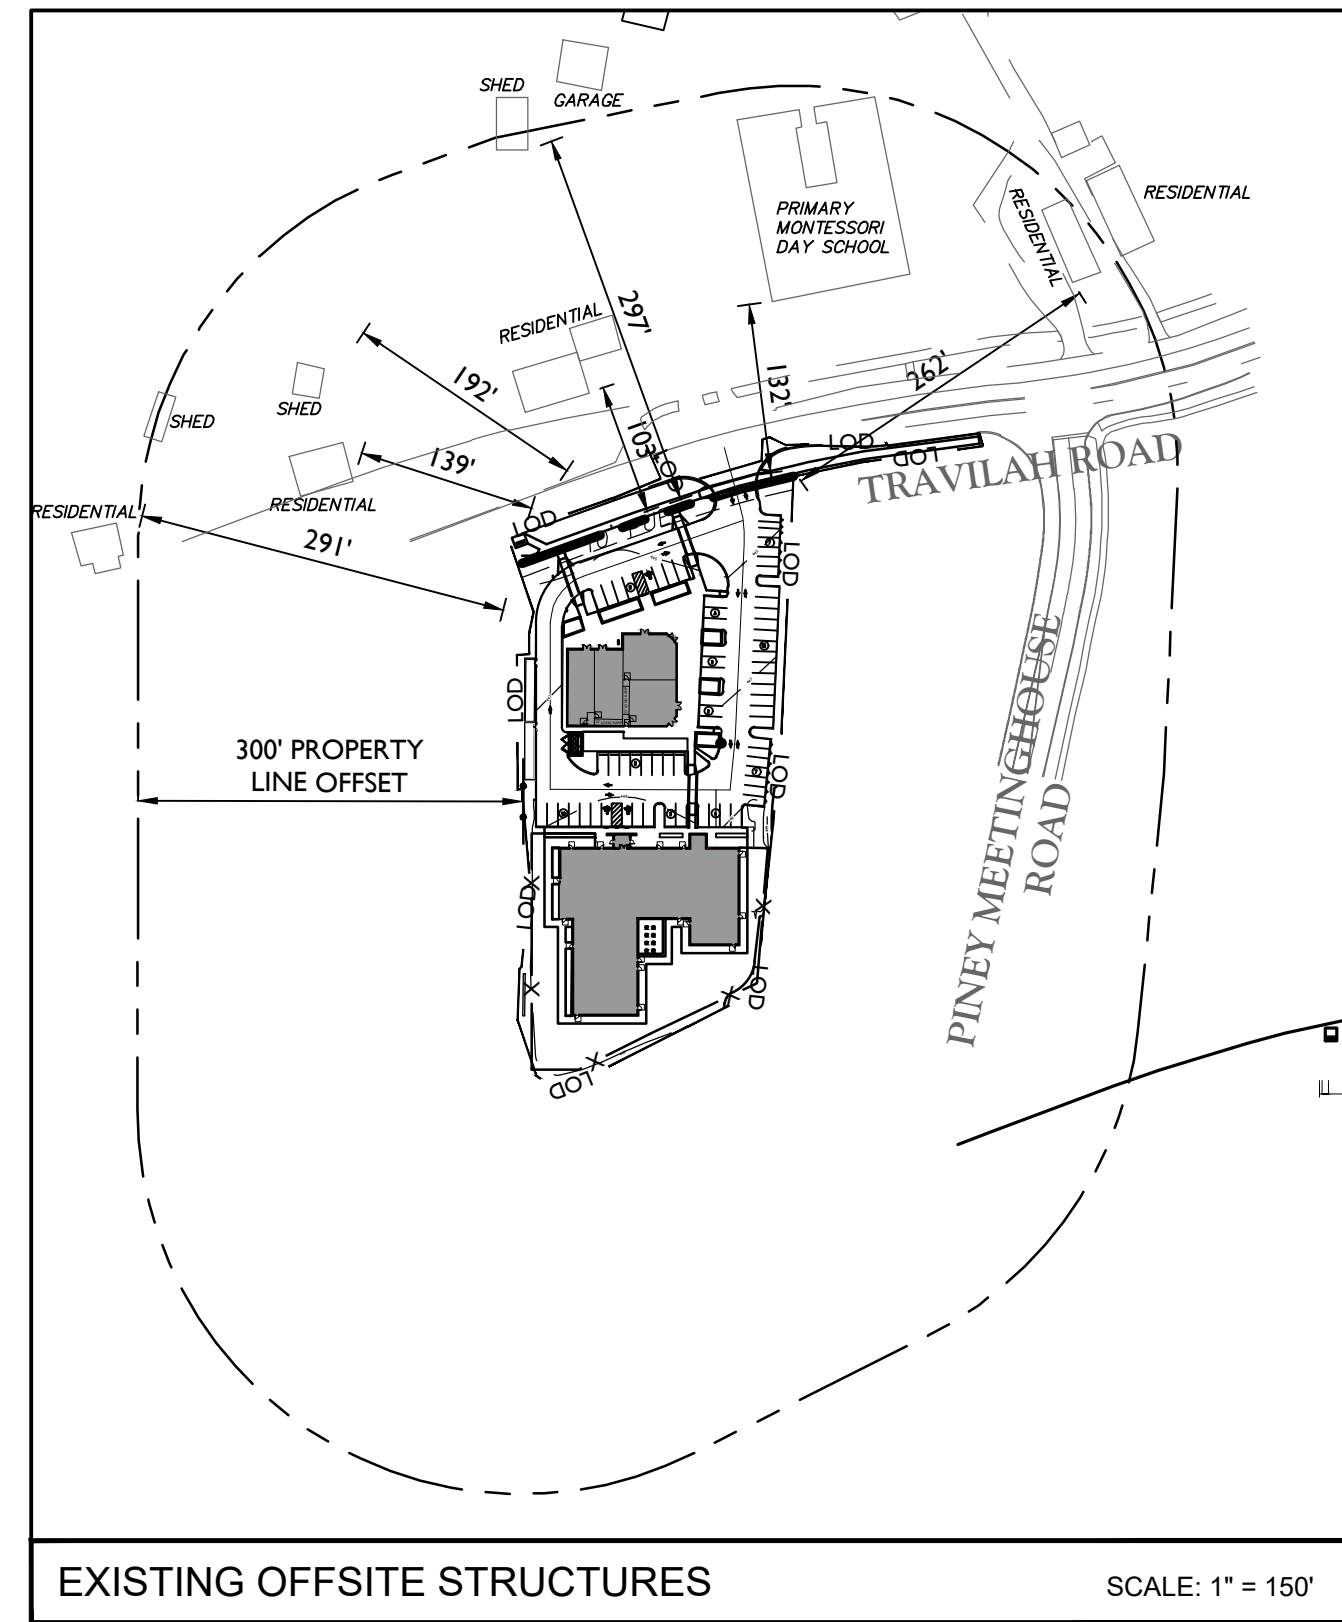 SHED
GARAGE
PRIMARY
MONTESSORI
DAY SCHOOL
RESIDENTIAL
RESIDENTIAL
297'
RESIDENTIAL
192'
132'
262'
SHED
SHED
103'
139'
LOD
LOD
LOD
TRAVILAH ROAD
RESIDENTIAL
RESIDENTIAL
LOD
291'
LOD
LOD
300' PROPERTY
LINE OFFSET
LOD
PINEY MEETINGHOUSE
ROAD
X
LOD
X
X
X
LOD
X
LOD
EXISTING OFFSITE STRUCTURES
SCALE: 1" = 150'